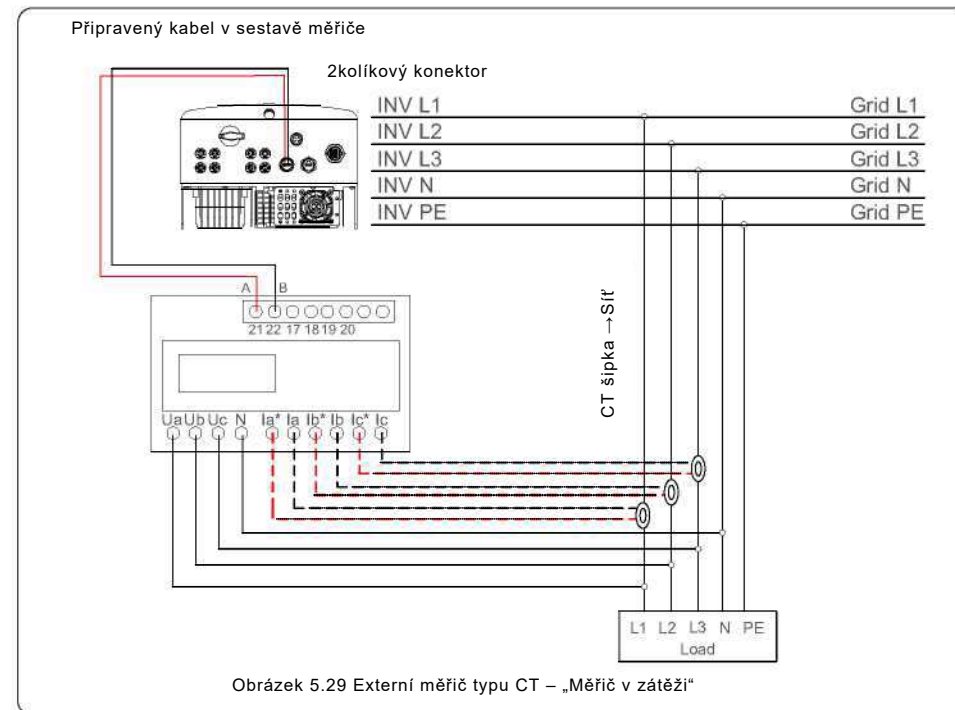 Připravený kabel v sestavě měřiče
2kolíkový konektor
INV L1 Grid L1
INV L2 Grid L2
INV L3 Grid L3
INV N Grid N
INV PE Grid PE
A B
21 22 17 18 19 20
CT šipka → Síť
Ua Ub Uc N Ia* Ia Ib* Ib Ic* Ic
L1 L2 L3 N PE
Load
Obrázek 5.29 Externí měřič typu CT – „Měřič v zátěži“